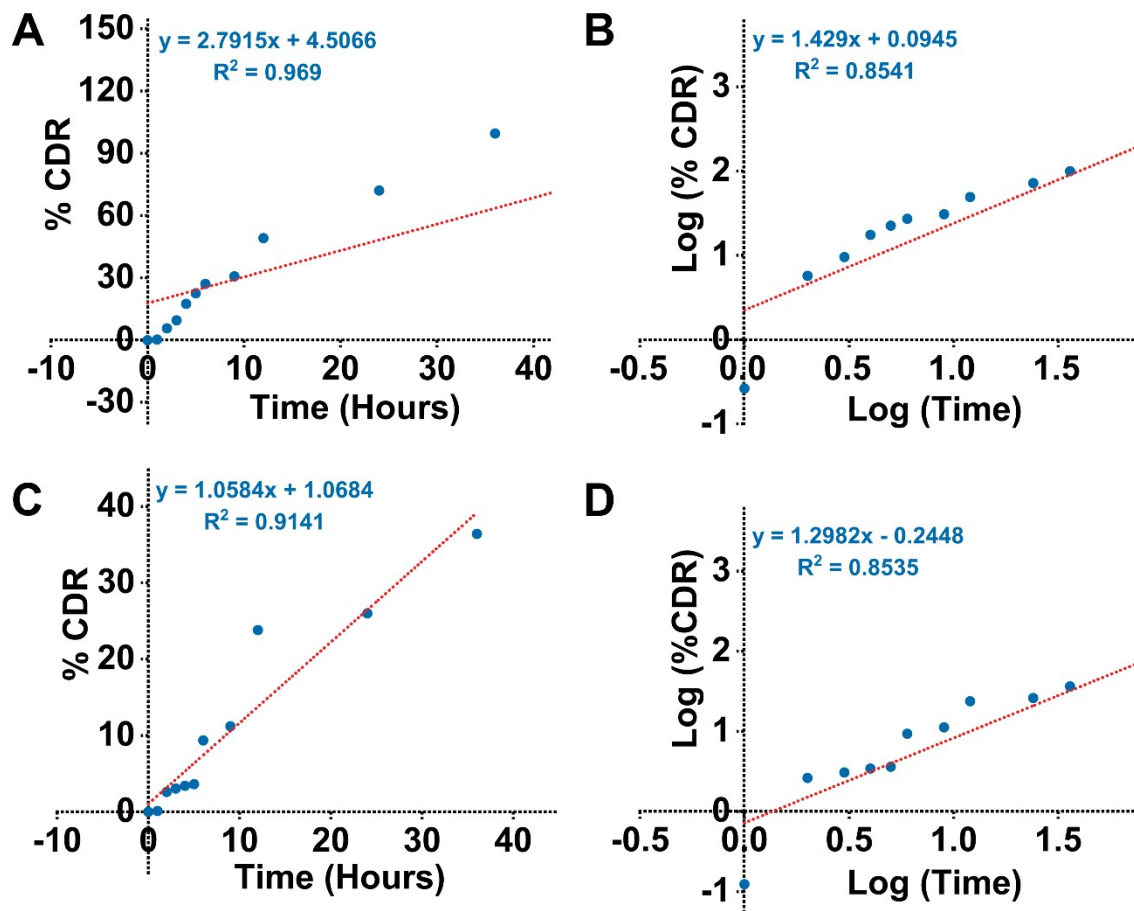 A
y = 2.7915x + 4.5066
R² = 0.969
% CDR
150
120
90
60
30
0
-30
-10
0
10
20
30
40
Time (Hours)
B
y = 1.429x + 0.0945
R² = 0.8541
Log (% CDR)
3
2
1
0
-1
-0.5
0.0
0.5
1.0
1.5
Log (Time)
C
y = 1.0584x + 1.0684
R² = 0.9141
% CDR
40
30
20
10
0
-10
0
10
20
30
40
Time (Hours)
D
y = 1.2982x - 0.2448
R² = 0.8535
Log (%CDR)
3
2
1
0
-1
-0.5
0.0
0.5
1.0
1.5
Log (Time)